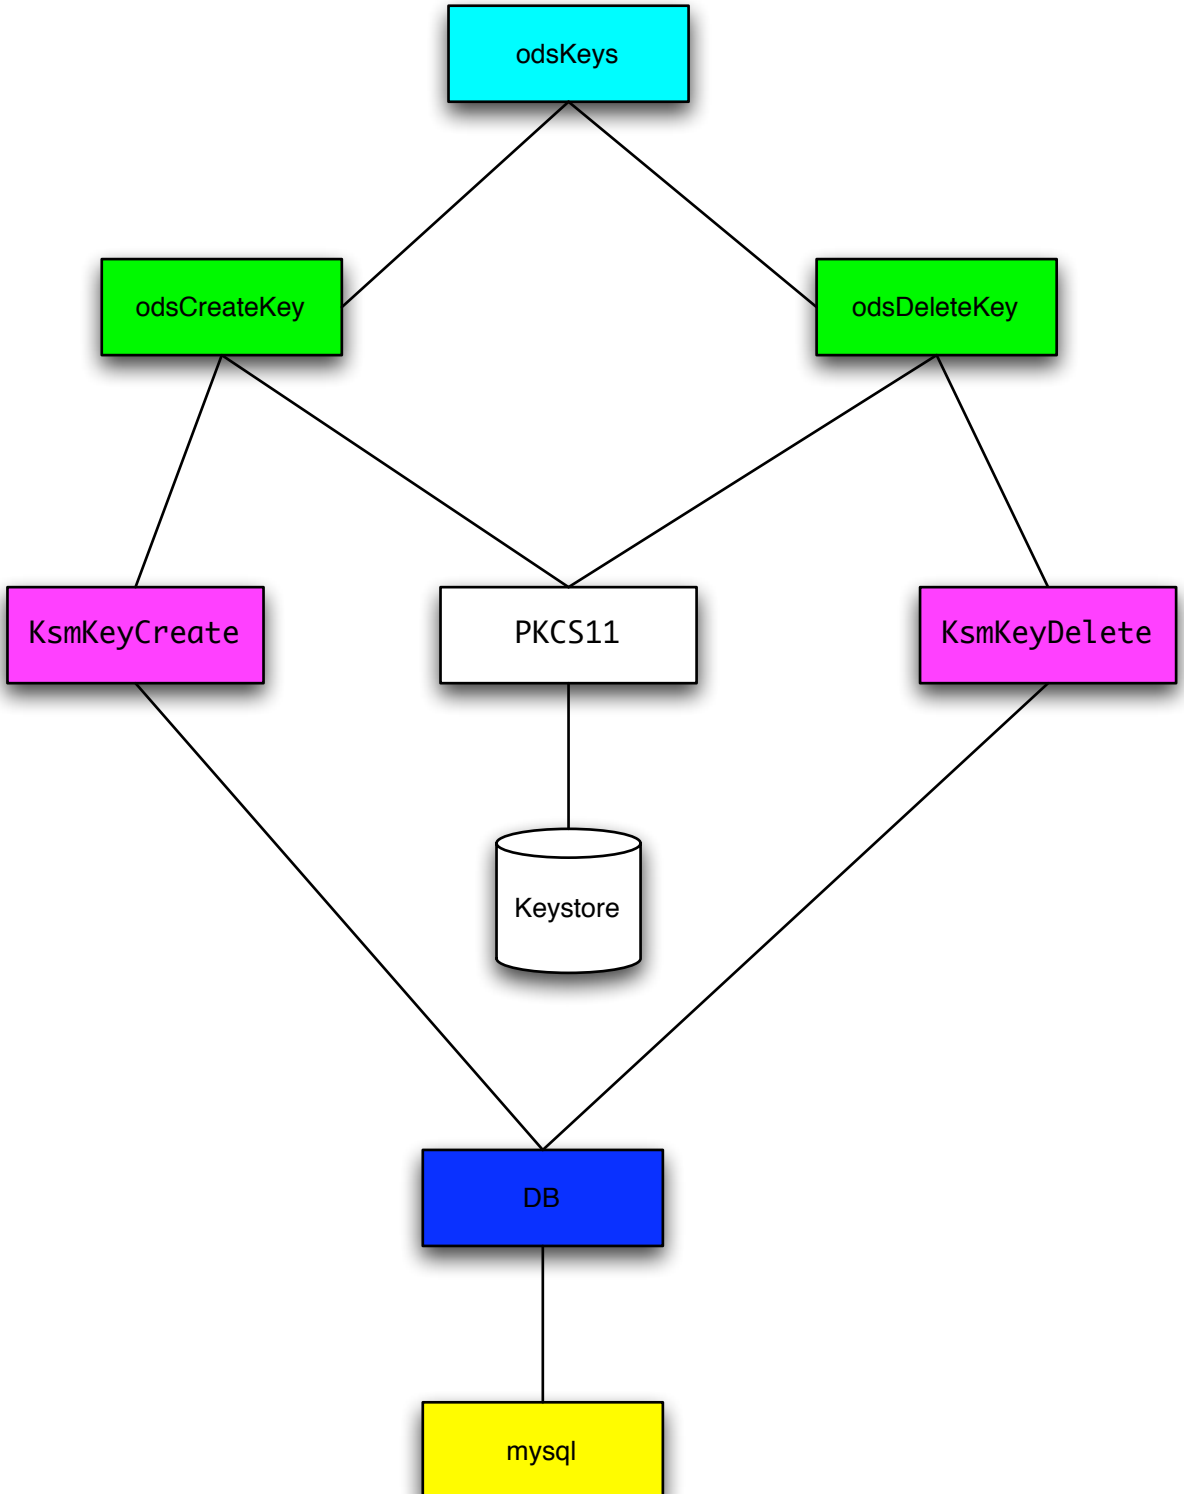 odsKeys
odsCreateKey
odsDeleteKey
KsmKeyCreate
PKCS11
KsmKeyDelete
Keystore
DB
mysql